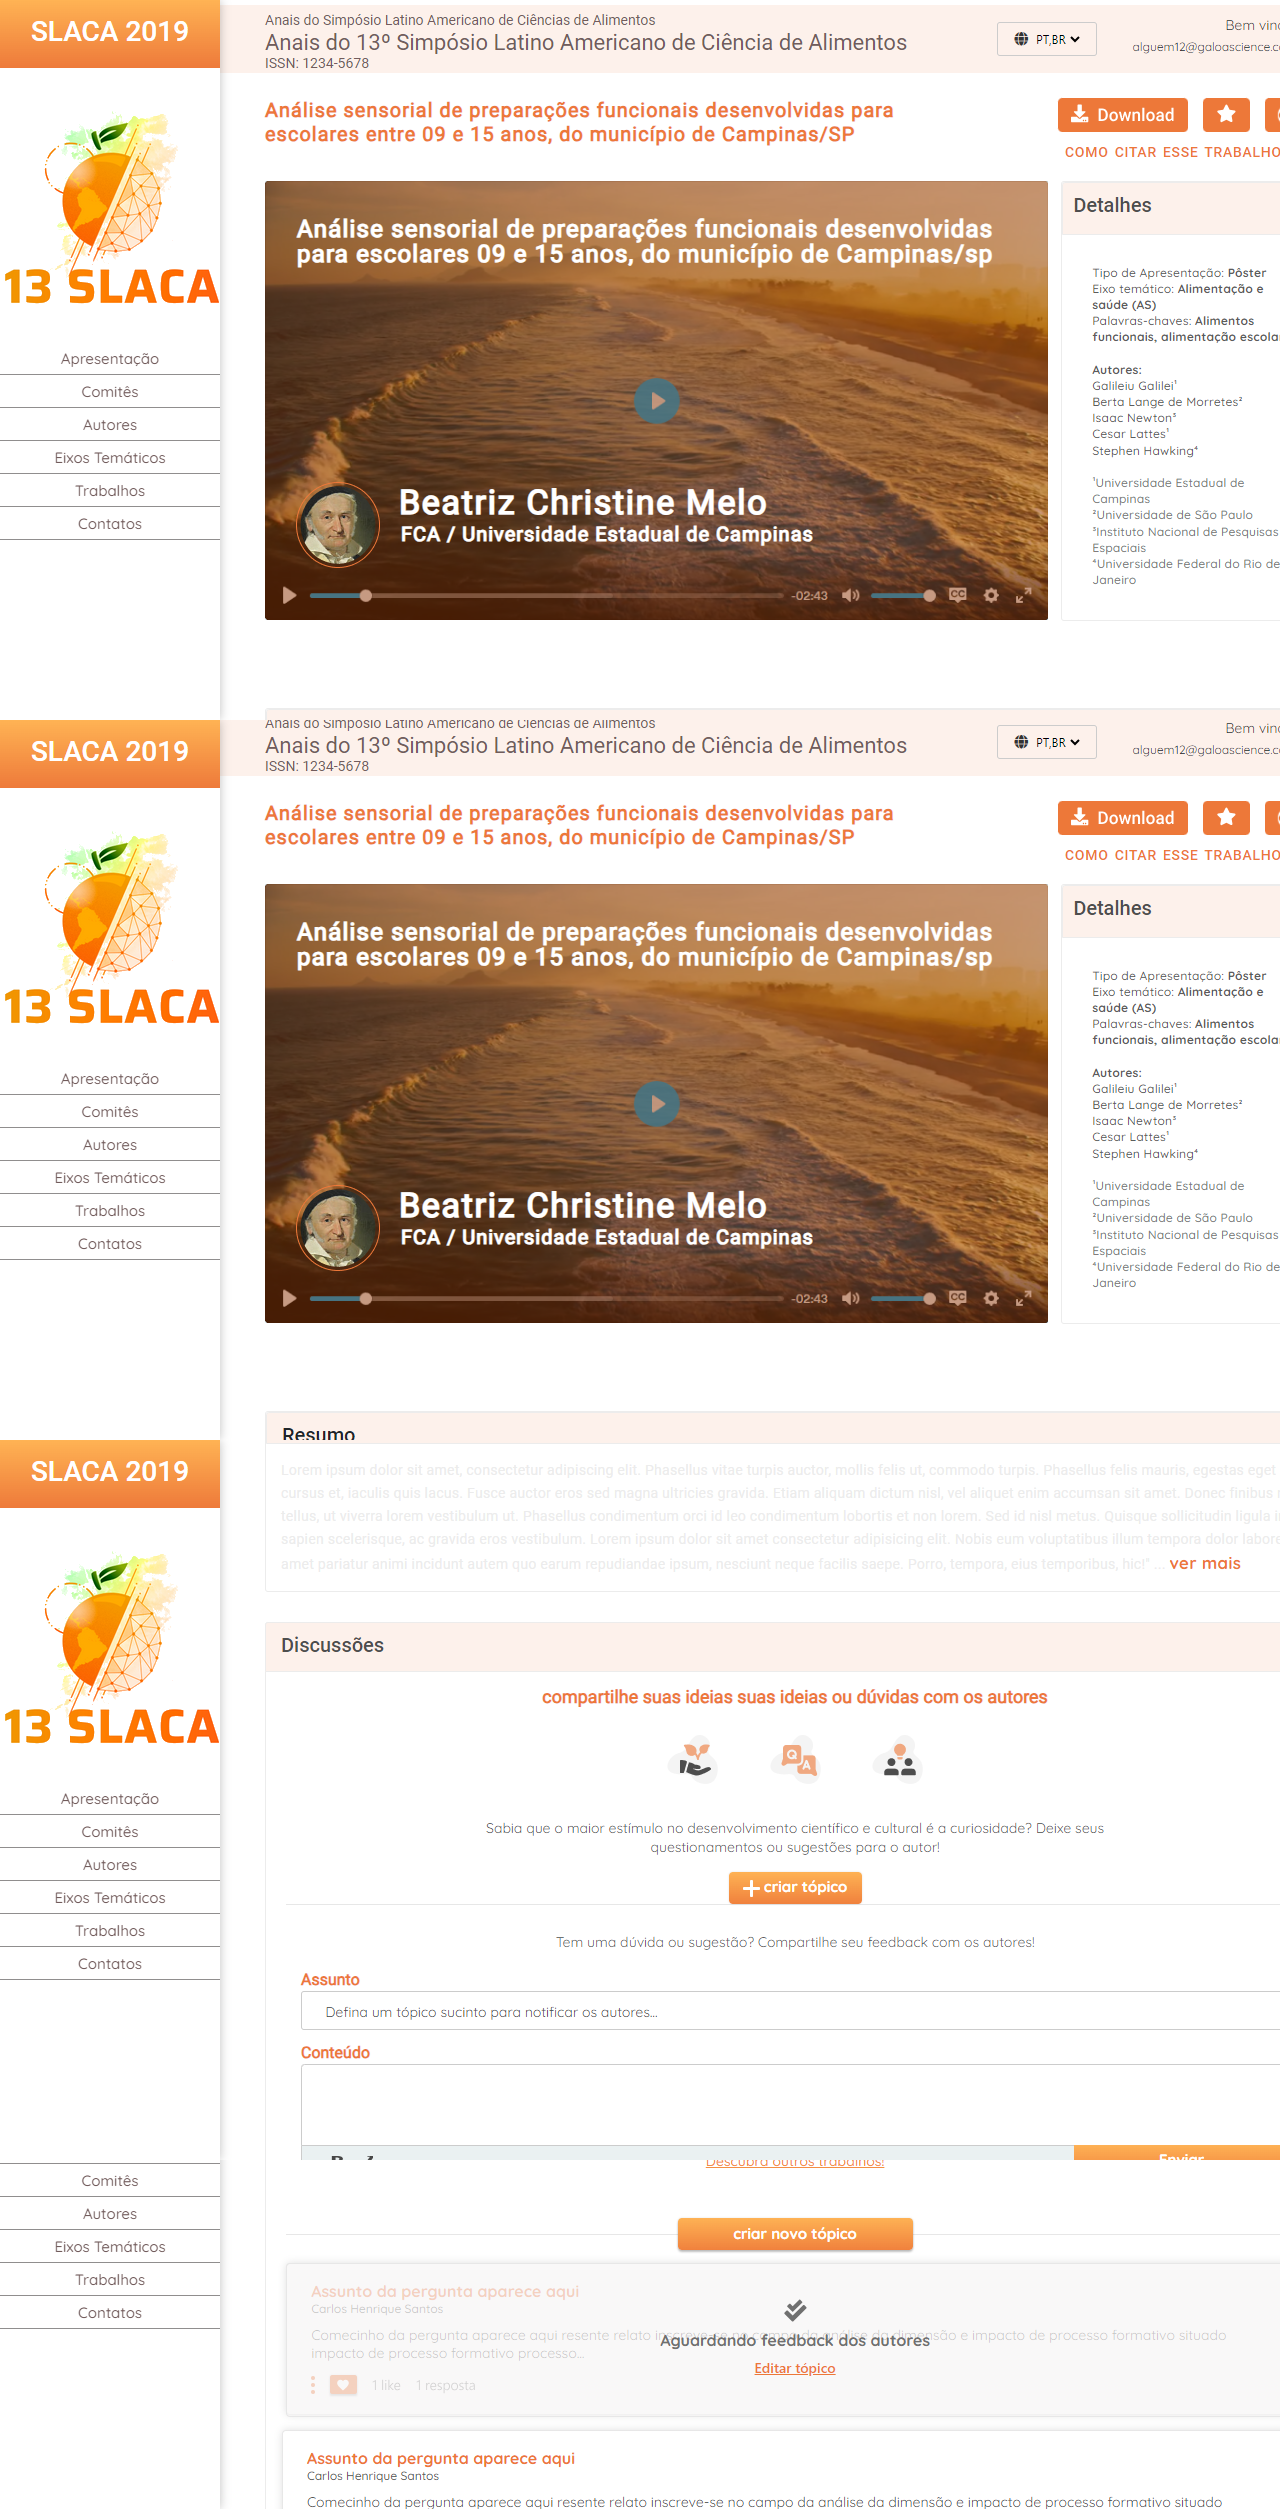 SLACA 2019
Anais do Simpósio Latino Americano de Ciências de Alimentos
Anais do 13º Simpósio Latino Americano de Ciência de Alimentos
ISSN: 1234-5678
PT,BR
Bem vinc
alguem12@galoascience.c
13 SLACA
Apresentação
Comitês
Autores
Eixos Temáticos
Trabalhos
Contatos
Análise sensorial de preparações funcionais desenvolvidas para
escolares entre 09 e 15 anos, do município de Campinas/SP
Download
COMO CITAR ESSE TRABALHO
Análise sensorial de preparações funcionais desenvolvidas
para escolares 09 e 15 anos, do município de Campinas/sp
Beatriz Christine Melo
FCA / Universidade Estadual de Campinas
-02:43
CC
Detalhes
Tipo de Apresentação: Pôster
Eixo temático: Alimentação e
saúde (AS)
Palavras-chaves: Alimentos
funcionais, alimentação escola
Autores:
Galileiu Galilei¹
Berta Lange de Morretes²
Isaac Newton³
Cesar Lattes¹
Stephen Hawking⁴
¹Universidade Estadual de
Campinas
²Universidade de São Paulo
³Instituto Nacional de Pesquisas
Espaciais
⁴Universidade Federal do Rio de
Janeiro
SLACA 2019
Anais do Simpósio Latino Americano de Ciências de Alimentos
Anais do 13º Simpósio Latino Americano de Ciência de Alimentos
ISSN: 1234-5678
PT,BR
Bem vinc
alguem12@galoascience.c
13 SLACA
Apresentação
Comitês
Autores
Eixos Temáticos
Trabalhos
Contatos
Análise sensorial de preparações funcionais desenvolvidas para
escolares entre 09 e 15 anos, do município de Campinas/SP
Download
COMO CITAR ESSE TRABALHO
Análise sensorial de preparações funcionais desenvolvidas
para escolares 09 e 15 anos, do município de Campinas/sp
Beatriz Christine Melo
FCA / Universidade Estadual de Campinas
-02:43
CC
Detalhes
Tipo de Apresentação: Pôster
Eixo temático: Alimentação e
saúde (AS)
Palavras-chaves: Alimentos
funcionais, alimentação escola
Autores:
Galileiu Galilei¹
Berta Lange de Morretes²
Isaac Newton³
Cesar Lattes¹
Stephen Hawking⁴
¹Universidade Estadual de
Campinas
²Universidade de São Paulo
³Instituto Nacional de Pesquisas
Espaciais
⁴Universidade Federal do Rio de
Janeiro
Resumo
SLACA 2019
13 SLACA
Apresentação
Comitês
Autores
Eixos Temáticos
Trabalhos
Contatos
Lorem ipsum dolor sit amet, consectetur adipiscing elit. Phasellus vitae turpis auctor, mollis felis ut, commodo turpis. Phasellus felis mauris, egestas eget
cursus et, iaculis quis lacus. Fusce auctor eros sed magna ultricies gravida. Etiam aliquam dictum nisl, vel aliquet enim accumsan sit amet. Donec finibus
tellus, ut viverra lorem vestibulum ut. Phasellus condimentum orci id leo condimentum lobortis et non lorem. Sed id nisl metus. Quisque sollicitudin ligula
sapien scelerisque, ac gravida eros vestibulum. Lorem ipsum dolor sit amet consectetur adipisicing elit. Nobis eum voluptatibus illum tempora dolor labore
amet pariatur animi incidunt autem quo earum repudiandae ipsum, nesciunt neque facilis saepe. Porro, tempora, eius temporibus, hic!" ... ver mais
Discussões
compartilhe suas ideias suas ideias ou dúvidas com os autores
Q
A
Sabia que o maior estímulo no desenvolvimento científico e cultural é a curiosidade? Deixe seus
questionamentos ou sugestões para o autor!
criar tópico
Tem uma dúvida ou sugestão? Compartilhe seu feedback com os autores!
Assunto
Defina um tópico sucinto para notificar os autores...
Conteúdo
Enviar
Descubra outros trabalhos!
Comitês
Autores
Eixos Temáticos
Trabalhos
Contatos
criar novo tópico
Assunto da pergunta aparece aqui
Carlos Henrique Santos
Comecinho da pergunta aparece aqui resente relato inscreve-se no campo da análise da dimensão e impacto de processo formativo situado
impacto de processo formativo processo...
Aguardando feedback dos autores
Editar tópico
1 like 1 resposta
Assunto da pergunta aparece aqui
Carlos Henrique Santos
Comecinho da pergunta aparece aqui resente relato inscreve-se no campo da análise da dimensão e impacto de processo formativo situado